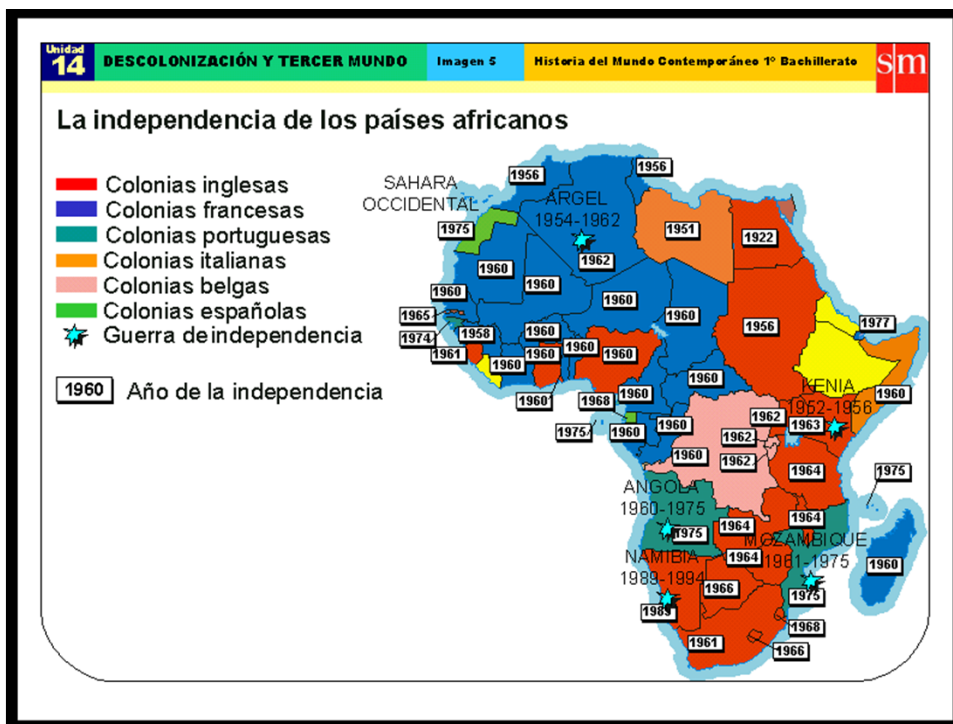 Unidad
14
DESCOLONIZACIÓN Y TERCER MUNDO
Imagen 5
Historia del Mundo Contemporáneo 1º Bachillerato
sm
La independencia de los países africanos
Colonias inglesas
Colonias francesas
Colonias portuguesas
Colonias italianas
Colonias belgas
Colonias españolas
Guerra de independencia
1960 Año de la independencia
SAHARA
OCCIDENTAL
1975
1956
1956
ARGEL
1954-1962
1962
1951
1922
1960
1960
1960
1960
1956
1977
1960
1965
1974
1961
1958
1960
1960
1960
1960
1960
1960
1960
1968
1960
1960
1975
1960
1960
1960
1962
1962
1962
KENIA
1952-1956
1963
1960
1964
1975
ANGOLA
1960-1975
1975
1964
1964
MOZAMBIQUE
1961-1975
1975
NAMIBIA
1989-1994
1989
1964
1966
1960
1961
1968
1966